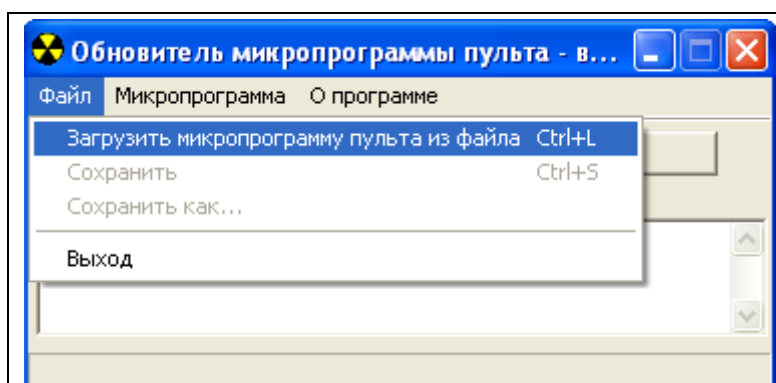 Обновитель микропрограммы пульта - в...
Файл Микропрограмма О программе
Загрузить микропрограмму пульта из файла Ctrl+L
Сохранить Ctrl+S
Сохранить как...
Выход